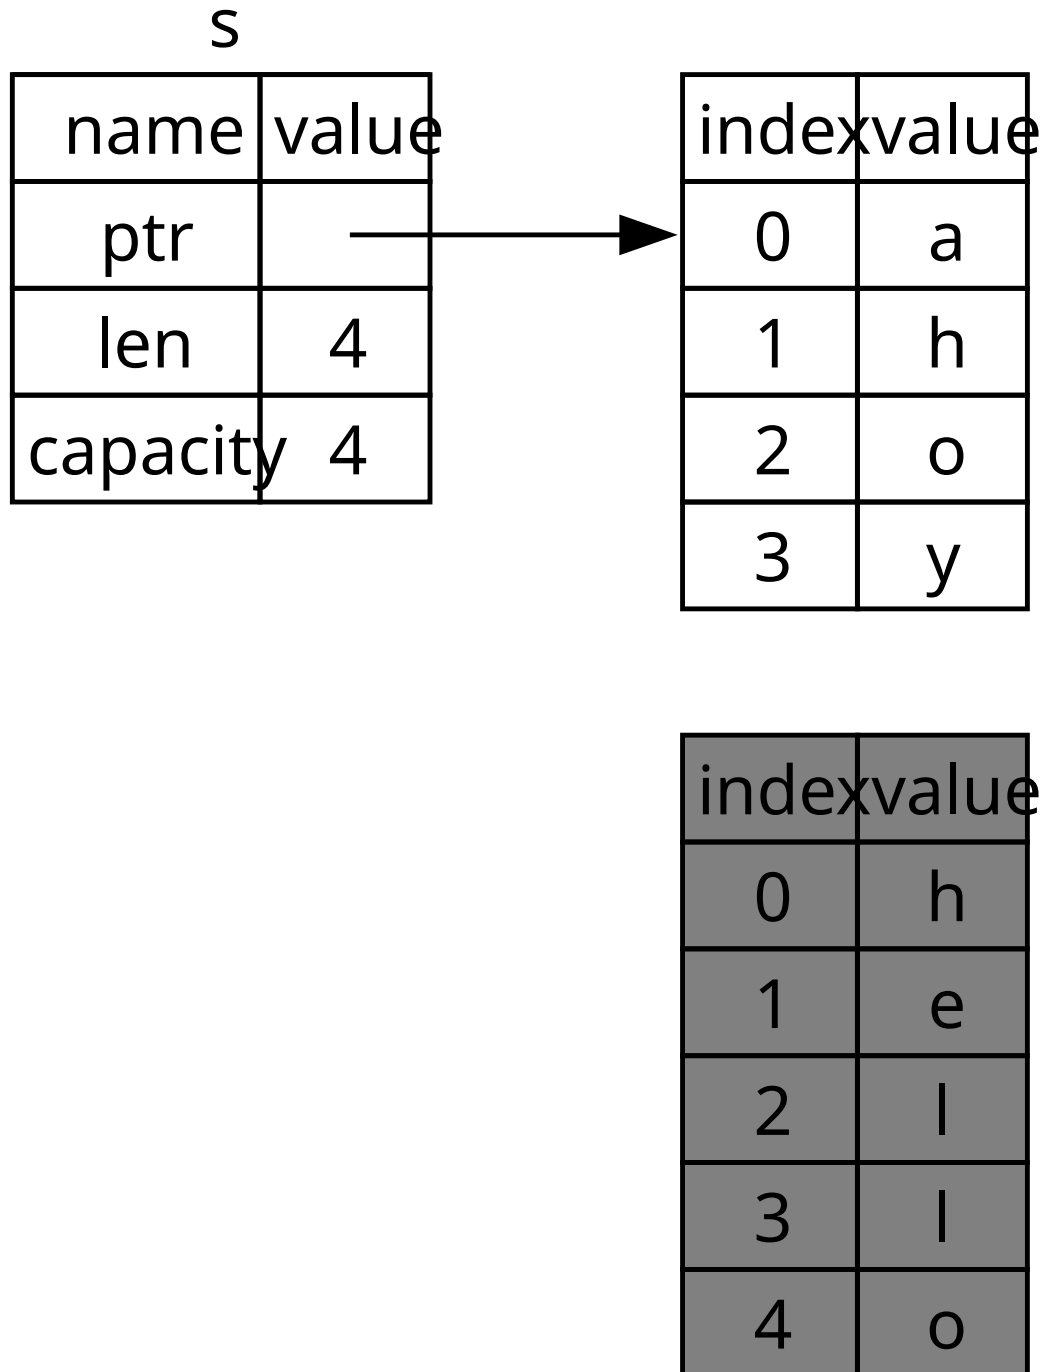 s
name value
ptr
len 4
capacity 4
index value
0 a
1 h
2 o
3 y
index value
0 h
1 e
2 l
3 l
4 o